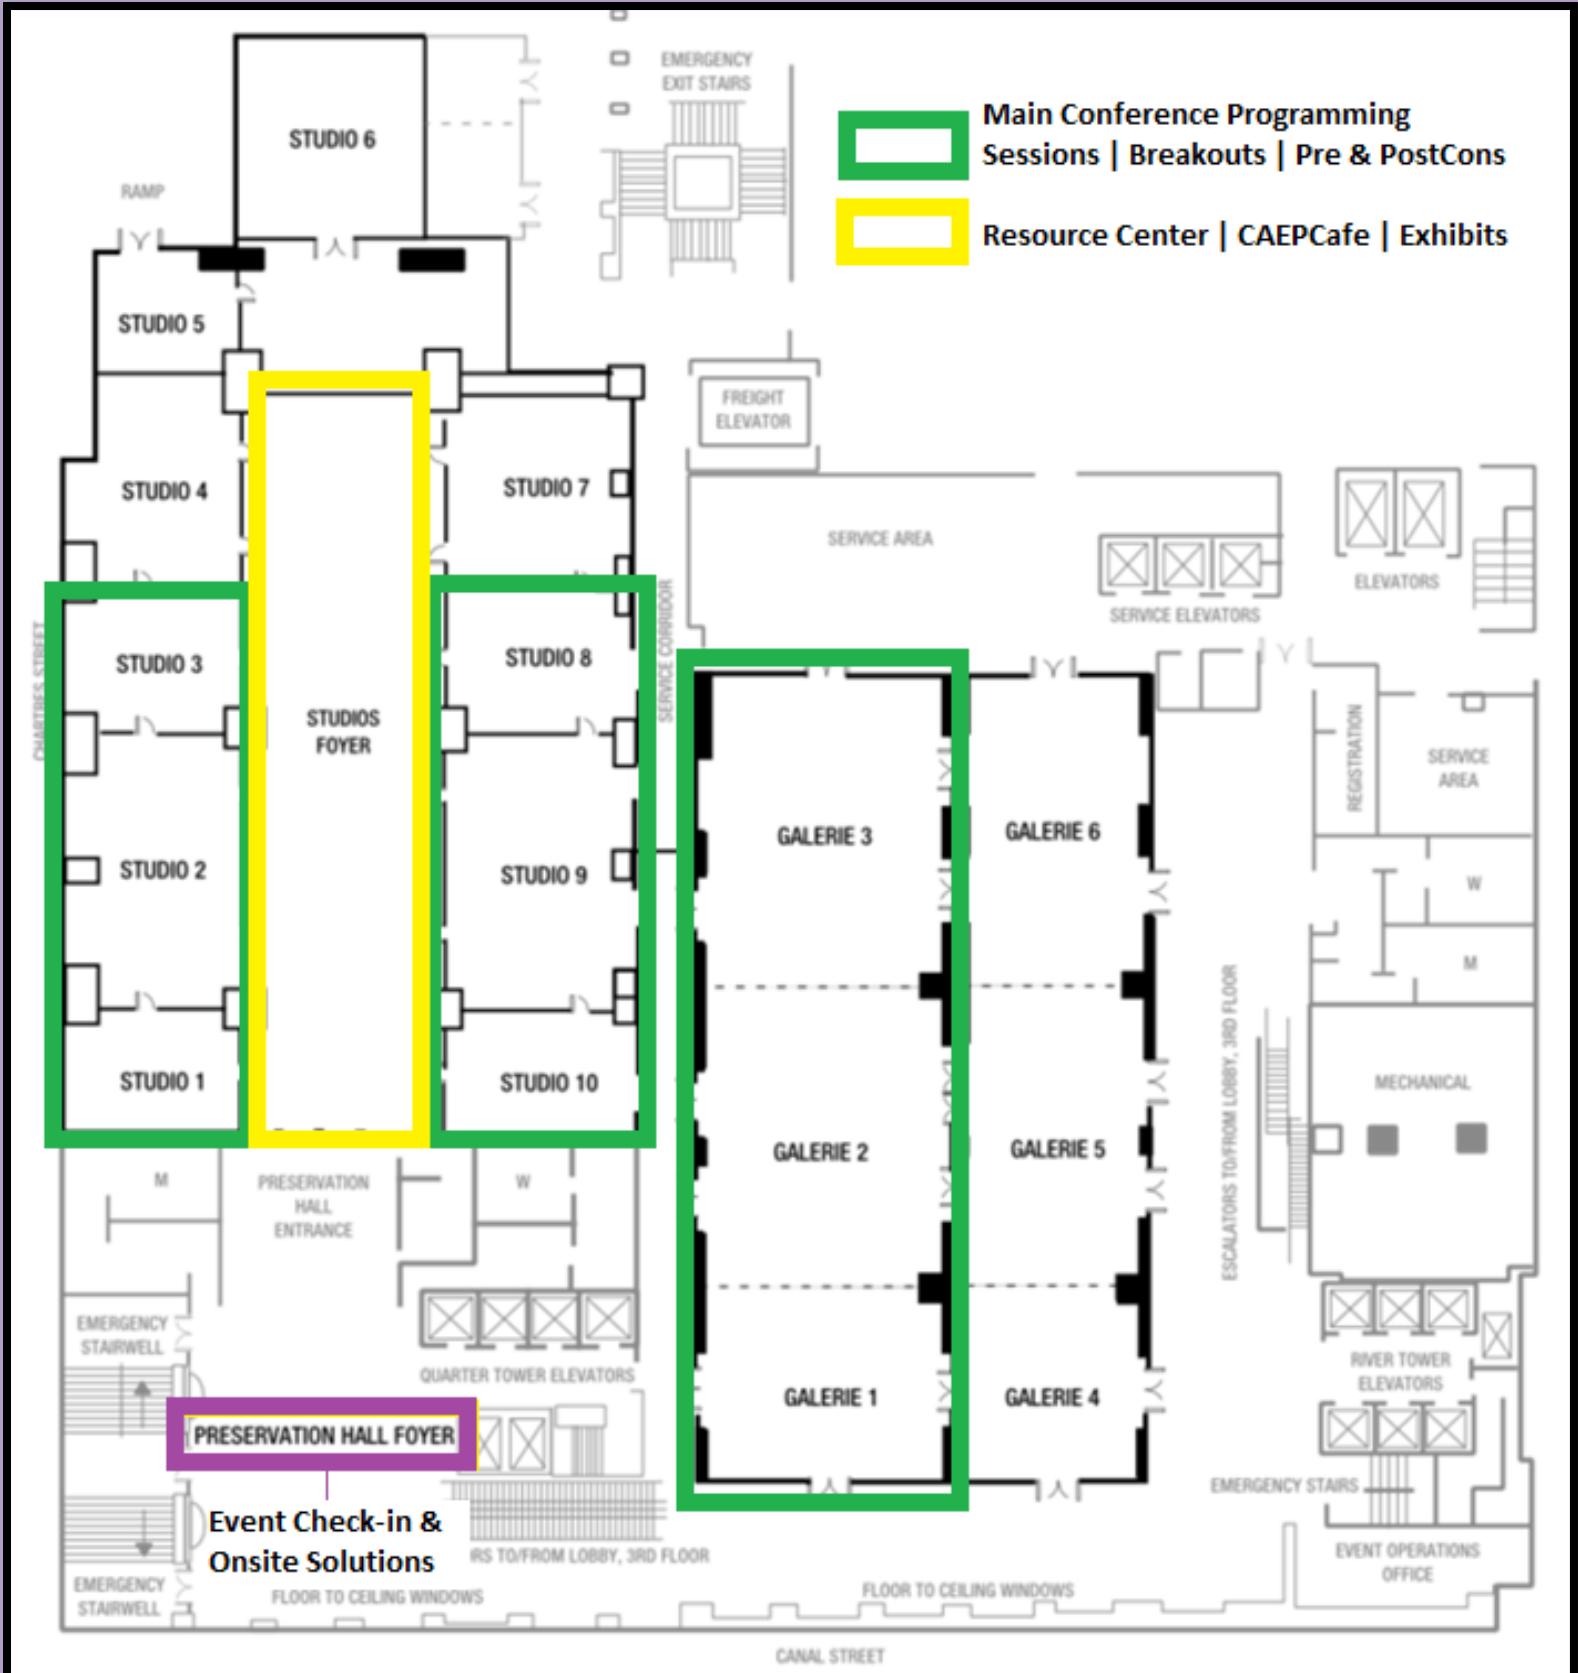 EMERGENCY
EXIT STAIRS
Main Conference Programming
Sessions | Breakouts | Pre & PostCons
Resource Center | CAEPCafe | Exhibits
STUDIO 6
RAMP
STUDIO 5
FREIGHT
ELEVATOR
STUDIO 4
STUDIO 7
SERVICE AREA
ELEVATORS
SERVICE ELEVATORS
CHARTRES STREET
STUDIO 3
STUDIO 8
SERVICE CORRIDOR
STUDIOS
FOYER
REGISTRATION
SERVICE
AREA
GALERIE 3
GALERIE 6
STUDIO 2
STUDIO 9
W
M
ESCALATORS TO/FROM LOBBY, 3RD FLOOR
STUDIO 1
STUDIO 10
MECHANICAL
GALERIE 2
GALERIE 5
M
PRESERVATION
HALL
ENTRANCE
W
EMERGENCY
STAIRWELL
QUARTER TOWER ELEVATORS
RIVER TOWER
ELEVATORS
GALERIE 1
GALERIE 4
PRESERVATION HALL FOYER
EMERGENCY STAIRS
Event Check-in &
Onsite Solutions
RS TO/FROM LOBBY, 3RD FLOOR
EVENT OPERATIONS
OFFICE
EMERGENCY
STAIRWELL
FLOOR TO CEILING WINDOWS
FLOOR TO CEILING WINDOWS
CANAL STREET